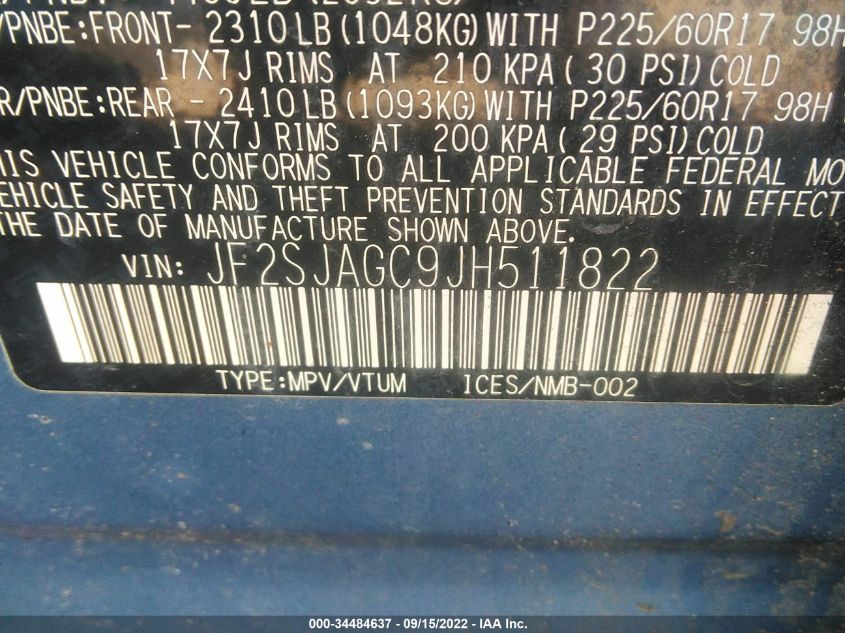 /PNBE:FRONT- 2310 LB (1048KG) WITH P225/60R17 98H
17X7J RIMS AT 210 KPA ( 30 PSI) COLD
R/PNBE:REAR - 2410 LB (1093KG) WITH P225/60R17 98H
17X7J RIMS AT 200 KPA ( 29 PSI) COLD
HIS VEHICLE CONFORMS TO ALL APPLICABLE FEDERAL MO
EHICLE SAFETY AND THEFT PREVENTION STANDARDS IN EFFECT
THE DATE OF MANUFACTURE SHOWN ABOVE.
VIN: JF2SJAGC9JH511822
TYPE:MPV/VTUM ICES/NMB-002
000-34484637 - 09/15/2022 - IAA Inc.